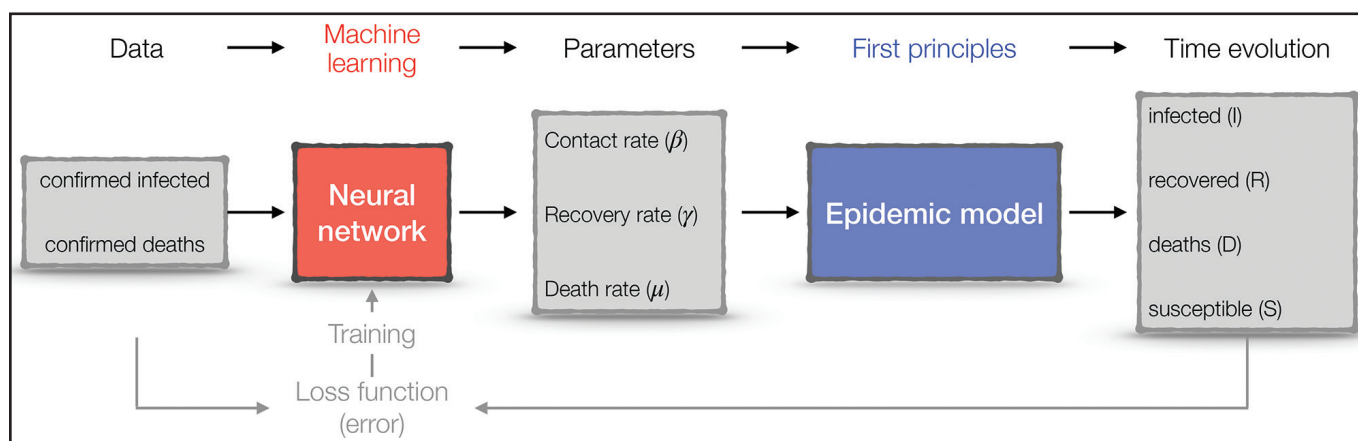 Data
Machine
learning
Parameters
First principles
Time evolution
confirmed infected
confirmed deaths
Neural
network
Contact rate (β)
Recovery rate (γ)
Death rate (μ)
Epidemic model
infected (I)
recovered (R)
deaths (D)
susceptible (S)
Training
Loss function
(error)